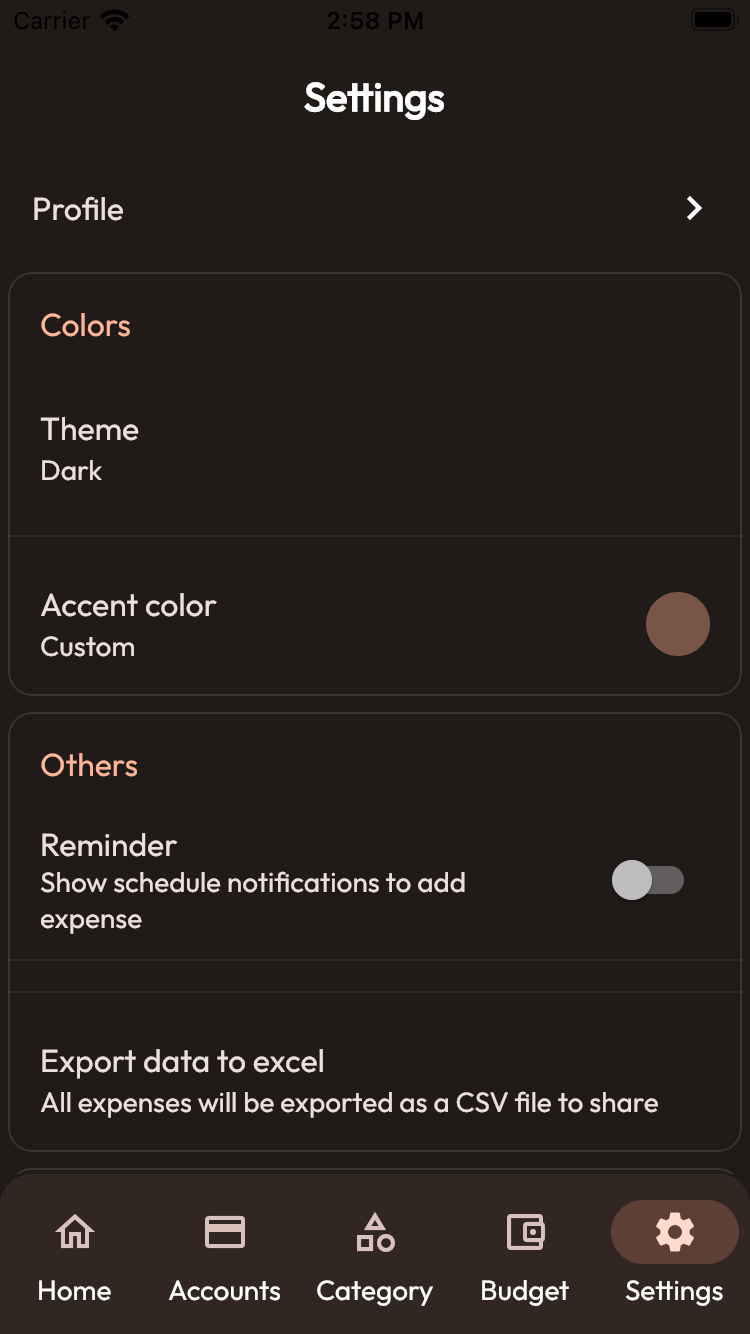 Carrier 2:58 PM
Settings
Profile
Colors
Theme
Dark
Accent color
Custom
Others
Reminder
Show schedule notifications to add
expense
Export data to excel
All expenses will be exported as a CSV file to share
Home Accounts Category Budget Settings